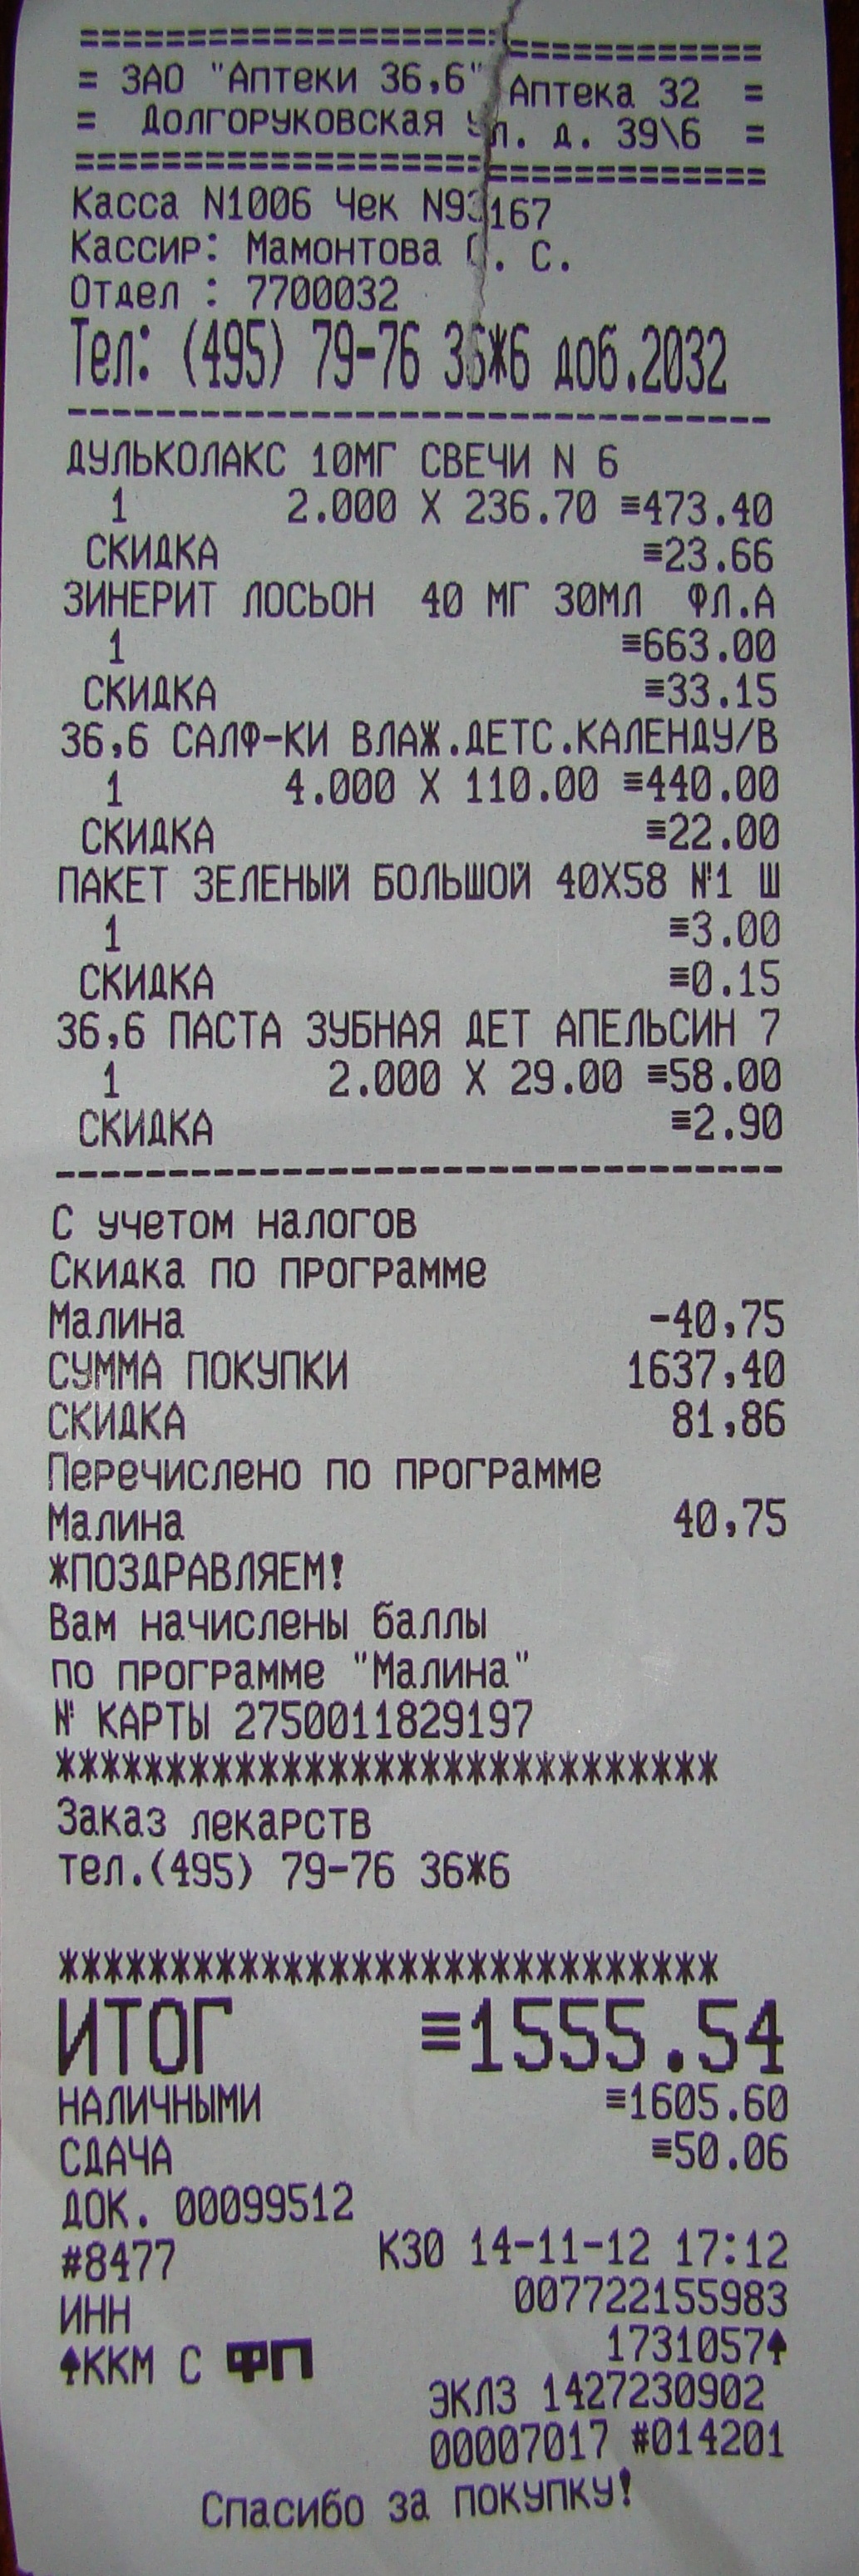 ================================
= ЗАО "Аптеки 36,6" Аптека 32 =
= Долгоруковская ул. д. 39\6 =
================================
Касса N1006 Чек N93167
Кассир: Мамонтова . С.
Отдел : 7700032
Тел: (495) 79-76 36*6 доб.2032
--------------------------------
ДУЛЬКОЛАКС 10МГ СВЕЧИ N 6
1 2.000 X 236.70 ≡473.40
СКИДКА ≡23.66
ЗИНЕРИТ ЛОСЬОН 40 МГ 30МЛ ФЛ.А
1 ≡663.00
СКИДКА ≡33.15
36,6 САЛФ-КИ ВЛАЖ.ДЕТС.КАЛЕНДУ/В
1 4.000 X 110.00 ≡440.00
СКИДКА ≡22.00
ПАКЕТ ЗЕЛЕНЫЙ БОЛЬШОЙ 40X58 №1 Ш
1 ≡3.00
СКИДКА ≡0.15
36,6 ПАСТА ЗУБНАЯ ДЕТ АПЕЛЬСИН 7
1 2.000 X 29.00 ≡58.00
СКИДКА ≡2.90
--------------------------------
С учетом налогов
Скидка по программе
Малина -40,75
СУММА ПОКУПКИ 1637,40
СКИДКА 81,86
Перечислено по программе
Малина 40,75
*ПОЗДРАВЛЯЕМ!
Вам начислены баллы
по программе "Малина"
№ КАРТЫ 2750011829197
******************************
Заказ лекарств
тел.(495) 79-76 36*6
******************************
ИТОГ ≡1555.54
НАЛИЧНЫМИ ≡1605.60
СДАЧА ≡50.06
ДОК. 00099512
#8477 К30 14-11-12 17:12
ИНН 007722155983
♠ККМ С ФП 1731057♠
ЭКЛЗ 1427230902
00007017 #014201
Спасибо за покупку!